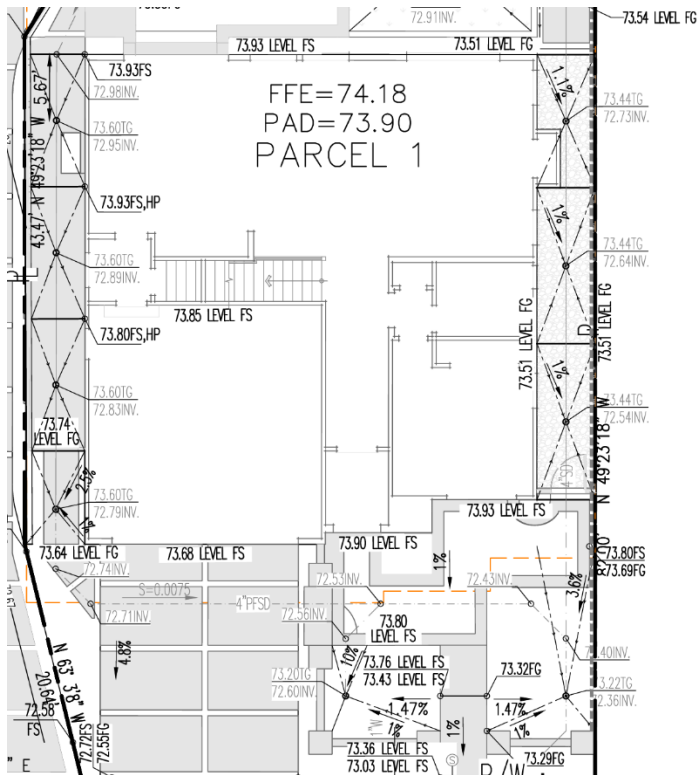 72.91INV.
73.54 LEVEL FG
73.93 LEVEL FS
73.51 LEVEL FG
73.93FS
72.98INV.
5.67'
FFE=74.18
PAD=73.90
PARCEL 1
1.1%
73.44TG
72.73INV.
73.60TG
72.95INV.
43.47' N 49°23'18" W
73.93FS,HP
1%
73.44TG
72.64INV.
73.60TG
72.89INV.
73.85 LEVEL FS
73.80FS,HP
73.51 LEVEL FG
D
73.51 LEVEL FG
1%
73.60TG
72.83INV.
73.44TG
72.54INV.
73.74
LEVEL FG
N 49°23'18" W
2.5%
4"SD
73.60TG
72.79INV.
1%
73.93 LEVEL FS
73.64 LEVEL FG
73.68 LEVEL FS
73.90 LEVEL FS
73.80FS
73.69FG
72.74INV.
1%
S=0.0075
72.53INV.
72.43INV.
3.6%
72.71INV.
4"PFSD
72.56INV.
73.80
LEVEL FS
N 63° 3'8" W
4.8%
10%
73.76 LEVEL FS
73.43 LEVEL FS
.40INV.
73.20TG
72.60INV.
73.32FG
73.22TG
72.36INV.
20.64'
72.58
FS
1.47%
1.47%
1"W
1%
1%
1%
72.72FS
72.55FG
73.36 LEVEL FS
73.03 LEVEL FS
S
73.29FG
R/W
" E